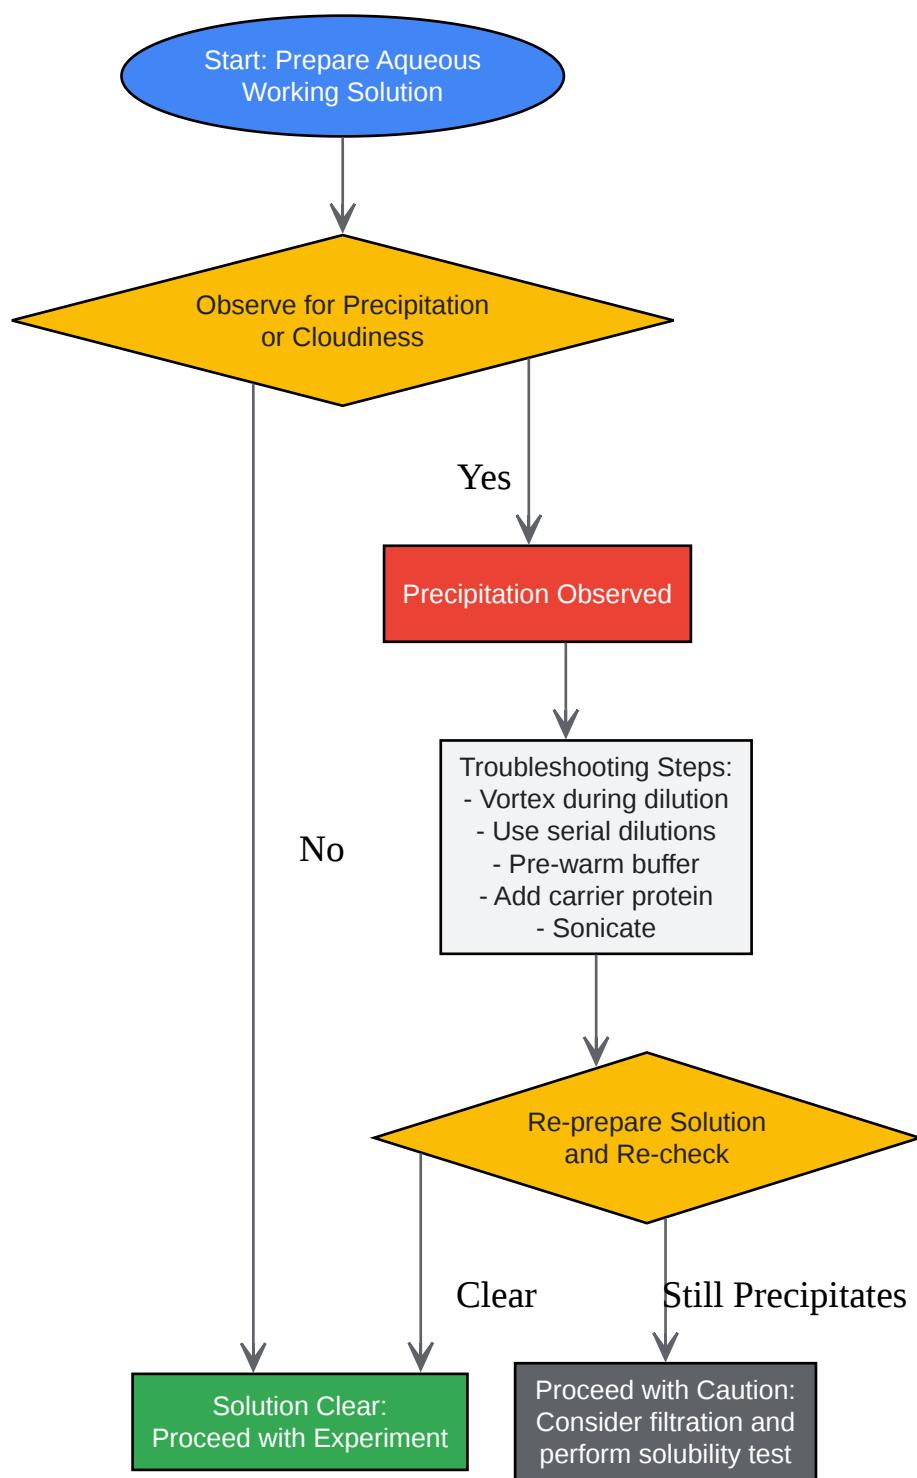 Start: Prepare Aqueous
Working Solution
Observe for Precipitation
or Cloudiness
Yes
Precipitation Observed
Troubleshooting Steps:
- Vortex during dilution
- Use serial dilutions
- Pre-warm buffer
- Add carrier protein
- Sonicate
No
Re-prepare Solution
and Re-check
Clear
Still Precipitates
Solution Clear:
Proceed with Experiment
Proceed with Caution:
Consider filtration and
perform solubility test